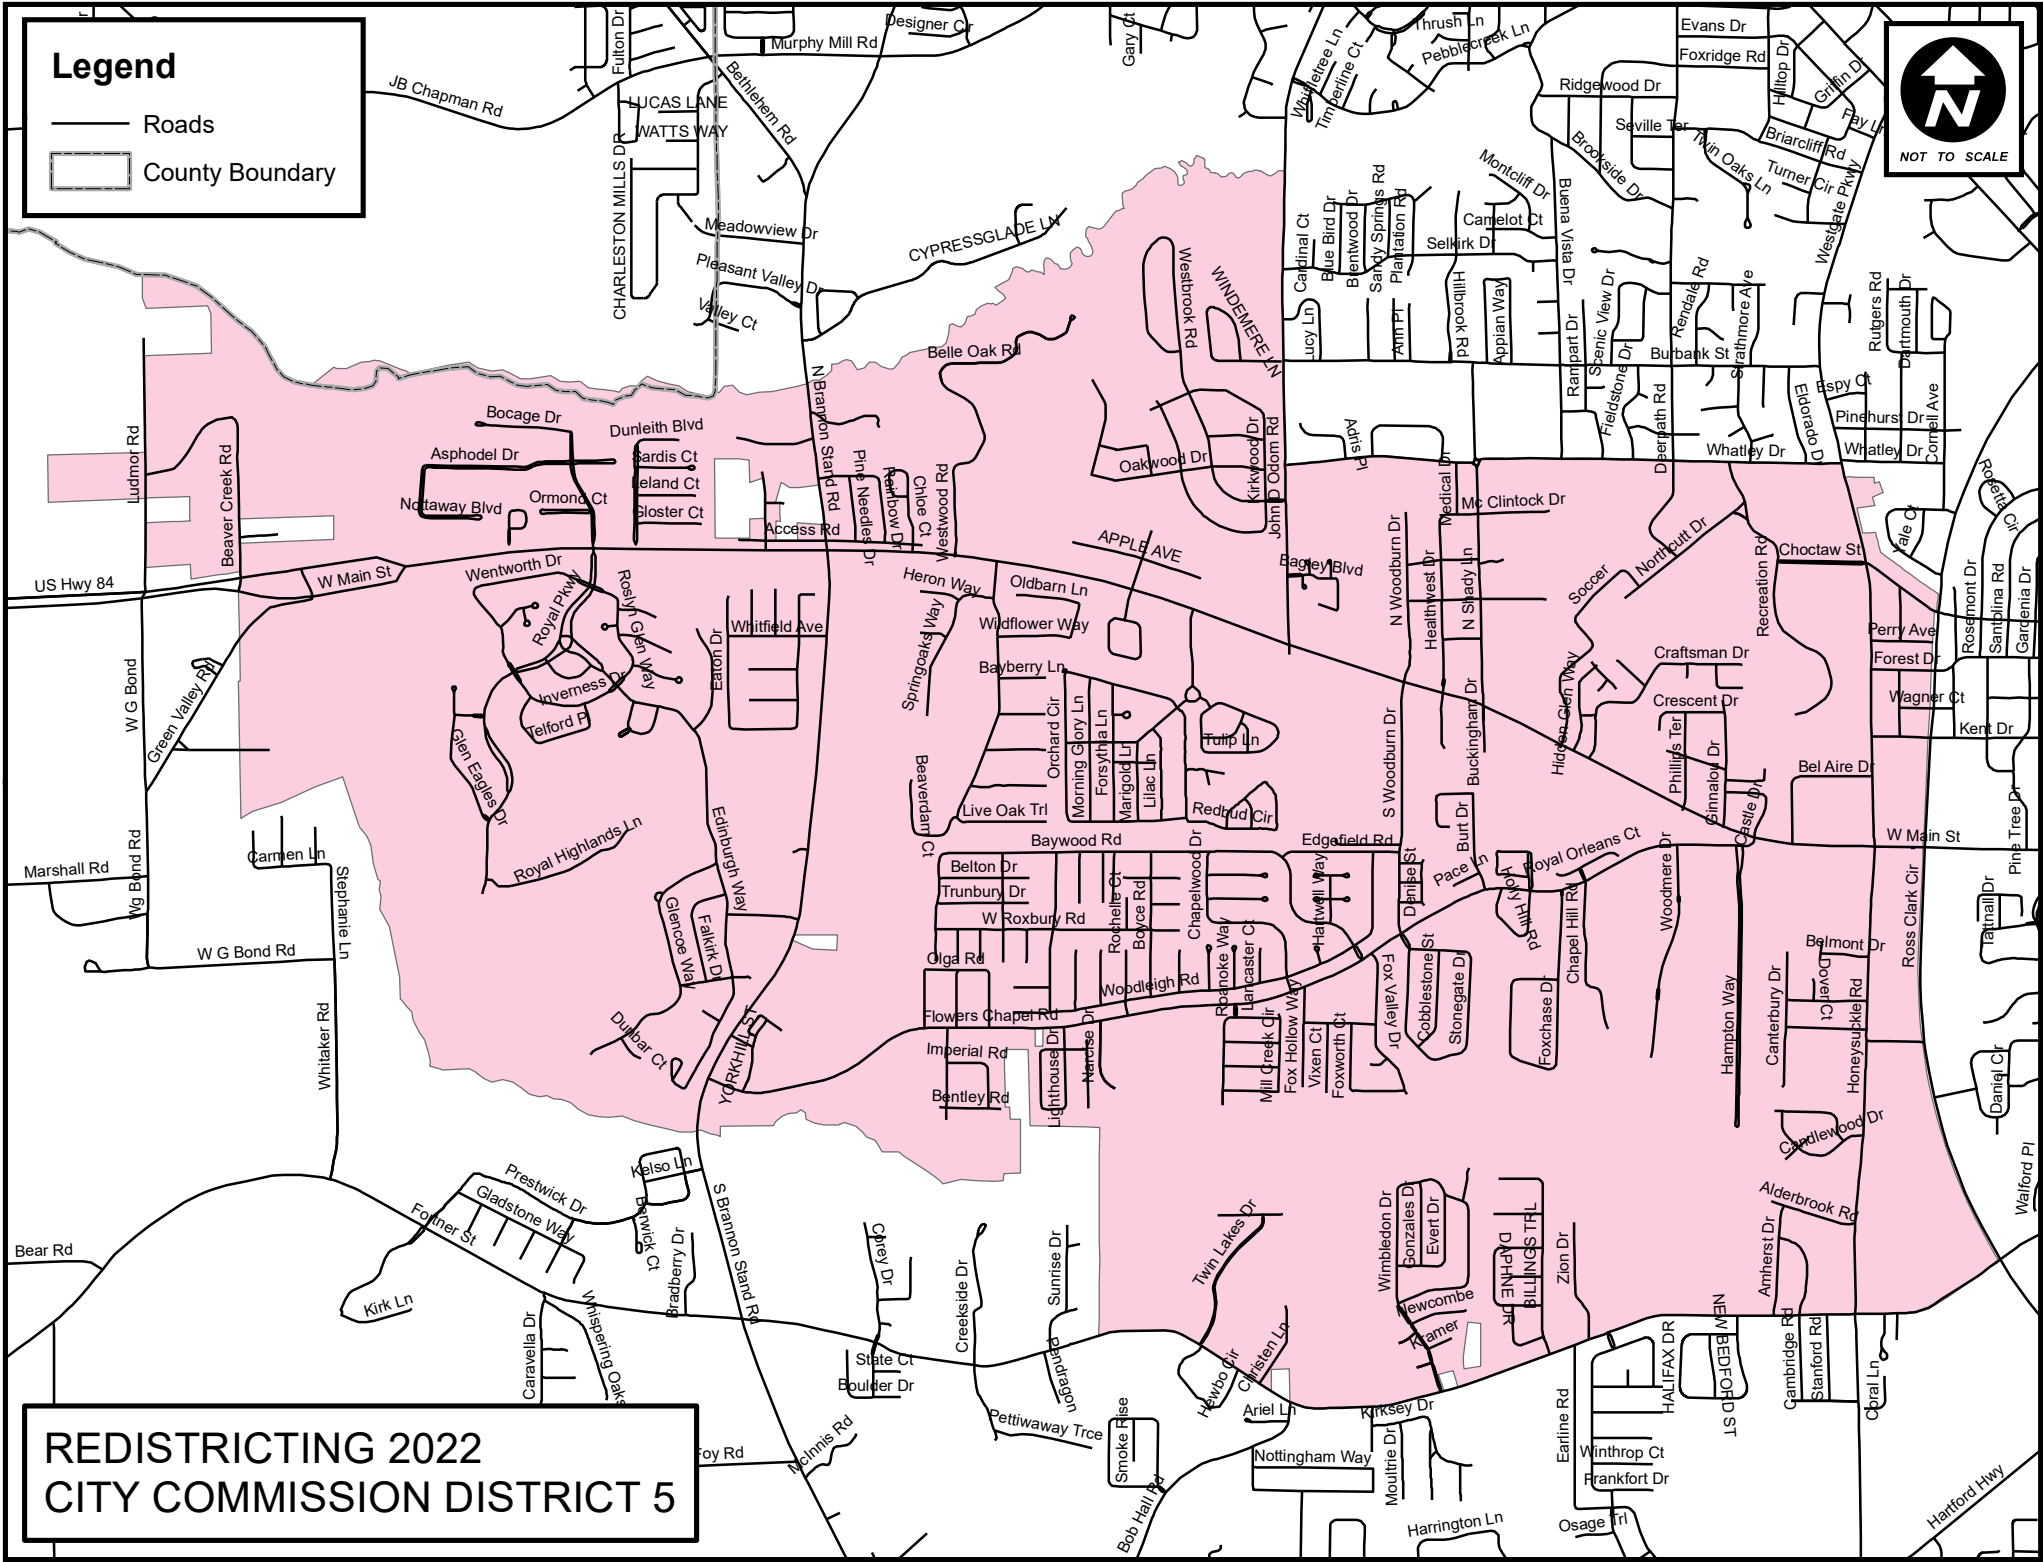 Legend
Roads
County Boundary
N
NOT TO SCALE
REDISTRICTING 2022
CITY COMMISSION DISTRICT 5
Fulton Dr
Murphy Mill Rd
Designer Cir
Gary Ct
Whistletree Ln
Timberline Ct
Thrush Ln
Pebblecreek Ln
Evans Dr
Foxridge Rd
Hilltop Dr
Griffin Dr
Fay Ln
JB Chapman Rd
LUCAS LANE
WATTS WAY
Bethlehem Rd
CHARLESTON MILLS DR
Ridgewood Dr
Seville Ter
Brookside Dr
Twin Oaks Ln
Briarcliff Rd
Turner Cir
Westgate Pkwy
Meadowview Dr
Pleasant Valley Dr
Valley Ct
CYPRESSGLADE LN
Montcliff Dr
Camelot Ct
Selkirk Dr
Buena Vista Dr
Cardinal Ct
Blue Bird Dr
Brentwood Dr
Sandy Springs Rd
Plantation Rd
Westbrook Rd
WINDEMERE LN
Lucy Ln
Ann Pl
Hillbrook Rd
Appian Way
Rampart Dr
Scenic View Dr
Fieldstone Dr
Rendale Rd
Strathmore Ave
Burbank St
Rutgers Rd
Dartmouth Dr
Belle Oak Rd
N Brannon Stand Rd
Espy Ct
Eldorado Dr
Pinehurst Dr
Cornell Ave
Whatley Dr
Whatley Dr
Deerpath Rd
Adris Pl
Medical Dr
Bocage Dr
Dunleith Blvd
Asphodel Dr
Sardis Ct
Leland Ct
Nottaway Blvd
Ormond Ct
Gloster Ct
Ludmor Rd
Beaver Creek Rd
Pine Needles Dr
Rainbow Dr
Chloe Ct
Westwood Rd
Oakwood Dr
Kirkwood Dr
John D Odom Rd
Access Rd
Mc Clintock Dr
Rosetta Cir
Yale Ct
APPLE AVE
Bagley Blvd
N Woodburn Dr
Healthwest Dr
N Shady Ln
Soccer
Northcutt Dr
Recreation Rd
Choctaw St
Rosemont Dr
Santolina Rd
Gardenia Dr
US Hwy 84
W Main St
Wentworth Dr
Royal Pkwy
Roslyn Glen Way
Whitfield Ave
Eaton Dr
Heron Way
Oldbarn Ln
Springoaks Way
Wildflower Way
Bayberry Ln
Perry Ave
Forest Dr
Wagner Ct
Kent Dr
W G Bond
Green Valley Rd
Inverness Dr
Telford Pl
Glen Eagles Dr
Orchard Cir
Morning Glory Ln
Forsythia Ln
Marigold Ln
Lilac Ln
Tulip Ln
Redbud Cir
Beaverdam Ct
Live Oak Trl
S Woodburn Dr
Buckingham Dr
Hidden Glen Way
Craftsman Dr
Crescent Dr
Phillips Ter
Ginnalou Dr
Castle Dr
Bel Aire Dr
W Main St
Pine Tree Dr
Marshall Rd
Wg Bond Rd
Carmen Ln
Stephanie Ln
Royal Highlands Ln
Edinburgh Way
Baywood Rd
Edgefield Rd
Belton Dr
Trunbury Dr
W Roxbury Rd
Rochelle Ct
Boyce Rd
Chapelwood Dr
Hartwell Way
Denise St
Burt Dr
Pace Ln
Holly Hill Rd
Royal Orleans Ct
Chapel Hill Rd
Woodmere Dr
Ross Clark Cir
Tattnall Dr
W G Bond Rd
Whitaker Rd
Glencoe Way
Falkirk Dr
Dunbar Ct
YORKHILL ST
Olga Rd
Flowers Chapel Rd
Woodleigh Rd
Roanoke Way
Lancaster Ct
Mill Creek Cir
Fox Hollow Way
Vixen Ct
Foxworth Ct
Fox Valley Dr
Cobblestone St
Stonegate Dr
Foxchase Dr
Hampton Way
Canterbury Dr
Belmont Dr
Dover Ct
Honeysuckle Rd
Imperial Rd
Bentley Rd
Lighthouse Dr
Narcise Dr
Candlewood Dr
Daniel Cir
Walford Pl
Kelso Ln
Prestwick Dr
Gladstone Way
Fortner St
Berwick Ct
Bradberry Dr
S Brannon Stand Rd
Bear Rd
Kirk Ln
Caravella Dr
Whispering Oaks
Corey Dr
State Ct
Boulder Dr
Creekside Dr
Sunrise Dr
Pendragon
Pettiwaway Trce
Twin Lakes Dr
Hewbo Cir
Christen Ln
Wimbledon Dr
Gonzales Dr
Evert Dr
Newcombe
Kramer
DAPHNE DR
BILLINGS TRL
Zion Dr
Alderbrook Rd
Amherst Dr
HALIFAX DR
NEW BEDFORD ST
Cambridge Rd
Stanford Rd
Coral Ln
Foy Rd
McInnis Rd
Smoke Rise
Bob Hall Rd
Ariel Ln
Kirksey Dr
Nottingham Way
Moultrie Dr
Harrington Ln
Earline Rd
Winthrop Ct
Frankfort Dr
Osage Trl
Hartford Hwy